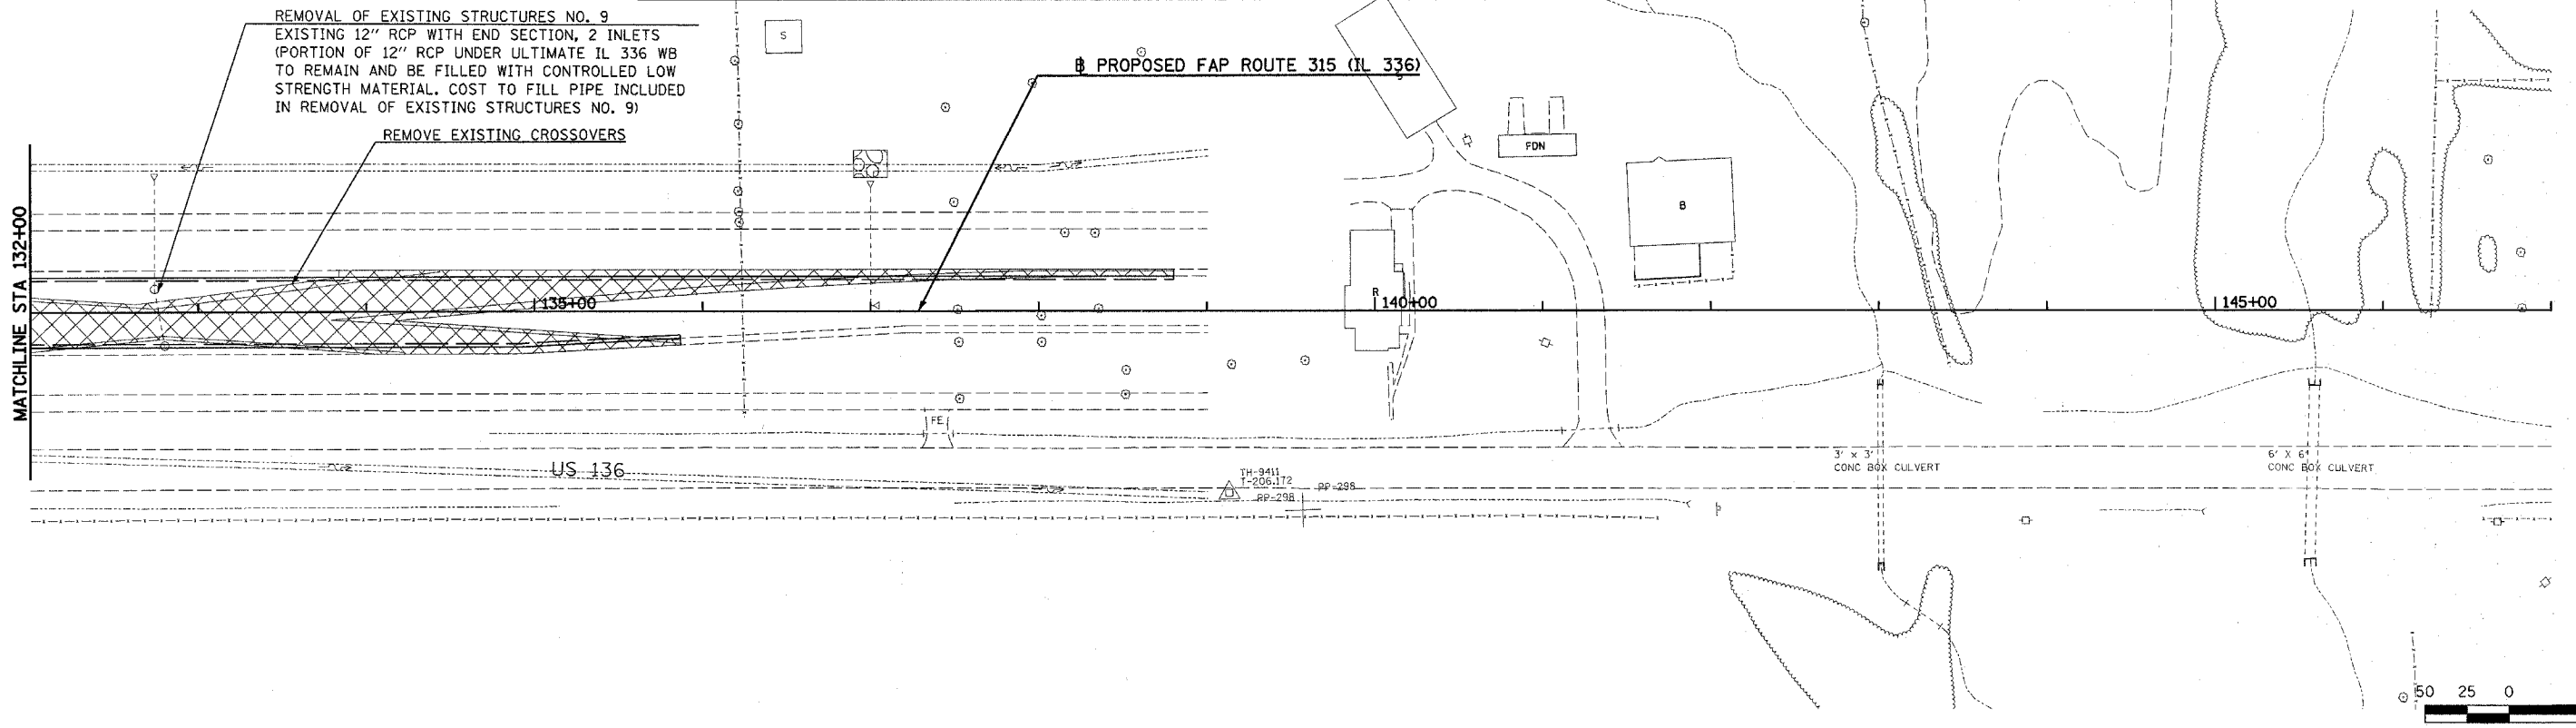 REMOVAL OF EXISTING STRUCTURES NO. 9
EXISTING 12" RCP WITH END SECTION, 2 INLETS
(PORTION OF 12" RCP UNDER ULTIMATE IL 336 WB
TO REMAIN AND BE FILLED WITH CONTROLLED LOW
STRENGTH MATERIAL. COST TO FILL PIPE INCLUDED
IN REMOVAL OF EXISTING STRUCTURES NO. 9)
REMOVE EXISTING CROSSOVERS
S
PROPOSED FAP ROUTE 315 (IL 336)
S
FDN
B
R
MATCHLINE STA 132+00
135+00
140+00
145+00
FE
US 136
TH-9411
T-206.172
RP-298
RP-298
3' x 3'
CONC BOX CULVERT
6' X 6'
CONC BOX CULVERT
50 25 0